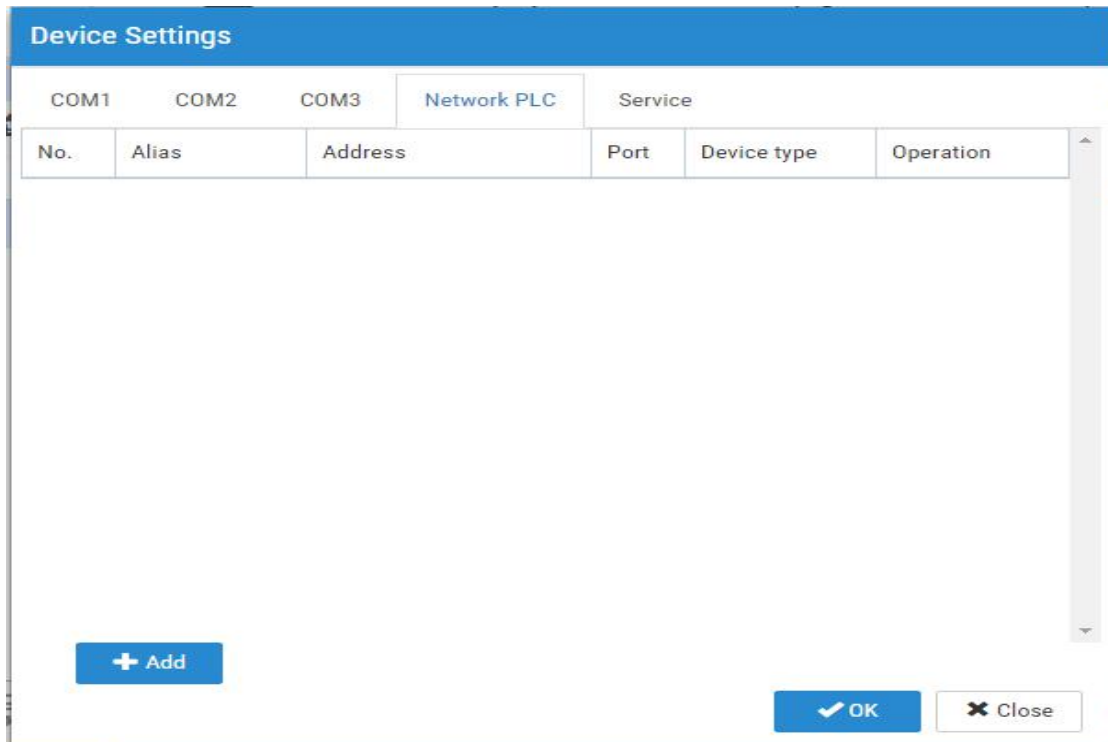 Device Settings
COM1 COM2 COM3 Network PLC Service
No. Alias Address Port Device type Operation
Add
OK Close